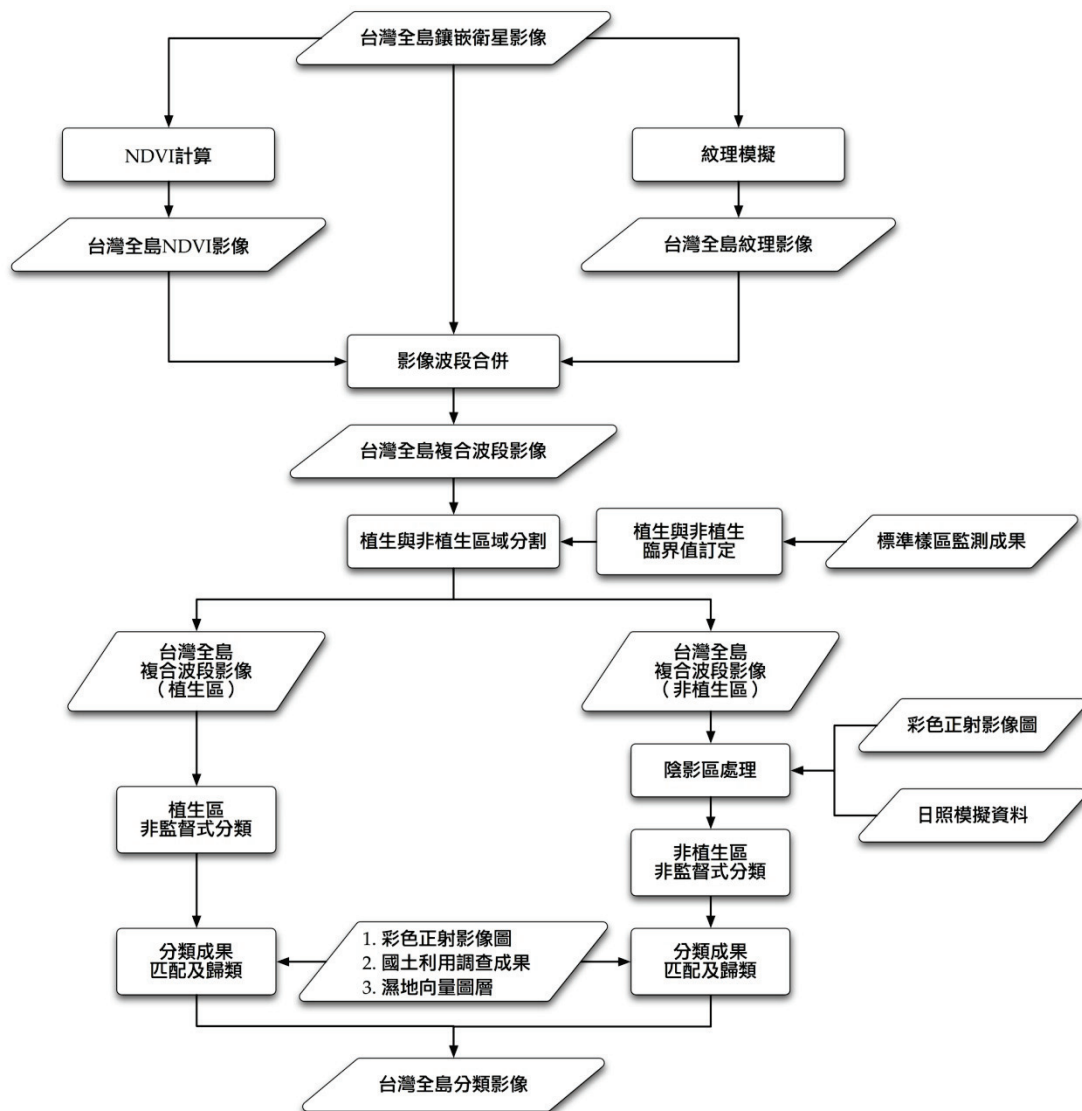 台灣全島鑲嵌衛星影像
NDVI計算
紋理模擬
台灣全島NDVI影像
台灣全島紋理影像
影像波段合併
台灣全島複合波段影像
植生與非植生區域分割
植生與非植生
臨界值訂定
標準樣區監測成果
台灣全島
複合波段影像
（植生區）
台灣全島
複合波段影像
（非植生區）
彩色正射影像圖
陰影區處理
日照模擬資料
植生區
非監督式分類
非植生區
非監督式分類
分類成果
匹配及歸類
1. 彩色正射影像圖
2. 國土利用調查成果
3. 濕地向量圖層
分類成果
匹配及歸類
台灣全島分類影像